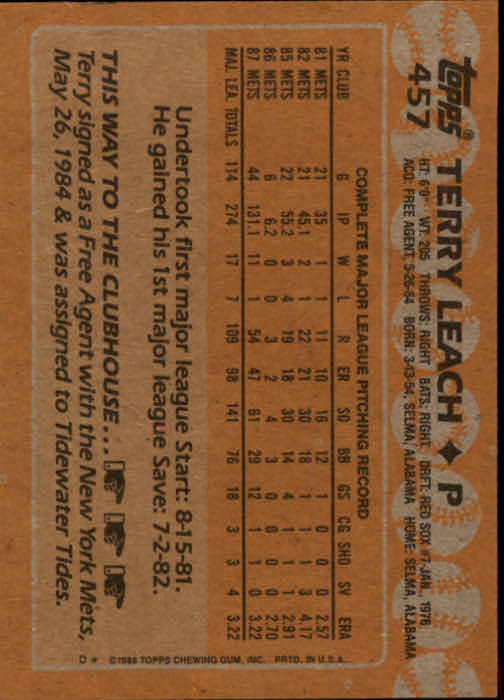 topps® TERRY LEACH ♦ P
457
HT: 6'0" WT: 205 THROWS: RIGHT BATS: RIGHT DRFT: RED SOX #7-JAN., 1976
ACQ: FREE AGENT, 5-26-84 BORN: 3-13-54, SELMA, ALABAMA HOME: SELMA, ALABAMA
COMPLETE MAJOR LEAGUE PITCHING RECORD
YR CLUB G IP W L R ER SO BB GS CG SHO SV ERA
81 METS 21 35 1 1 11 10 16 12 1 0 0 0 2.57
82 METS 21 45.1 2 1 22 21 30 18 1 1 1 3 4.17
85 METS 22 55.2 3 4 19 18 30 14 4 1 1 1 2.91
86 METS 6 6.2 0 0 3 2 4 3 0 0 0 0 2.70
87 METS 44 131.1 11 1 54 47 61 29 12 1 1 0 3.22
MAJ. LEA. TOTALS 114 274 17 7 109 98 141 76 18 3 3 4 3.22
Undertook first major league Start: 8-15-81.
He gained his 1st major league Save: 7-2-82.
THIS WAY TO THE CLUBHOUSE...
Terry signed as a Free Agent with the New York Mets,
May 26, 1984 & was assigned to Tidewater Tides.
D* ©1988 TOPPS CHEWING GUM, INC. PRTD. IN U.S.A.